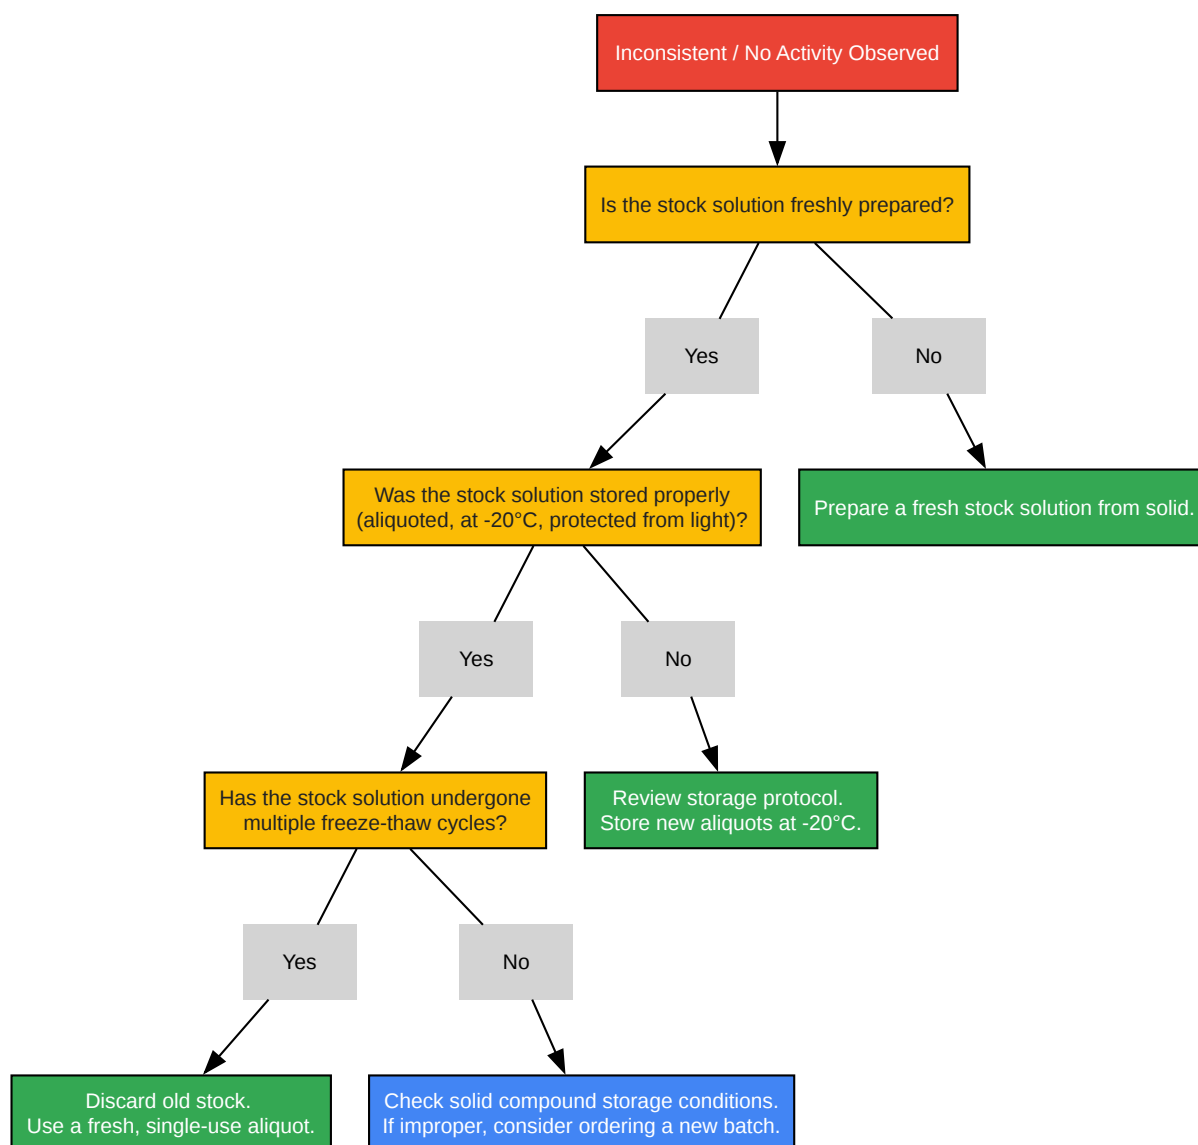 Inconsistent / No Activity Observed
Is the stock solution freshly prepared?
Yes
No
Was the stock solution stored properly
(aliquoted, at -20°C, protected from light)?
Prepare a fresh stock solution from solid.
Yes
No
Has the stock solution undergone
multiple freeze-thaw cycles?
Review storage protocol.
Store new aliquots at -20°C.
Yes
No
Discard old stock.
Use a fresh, single-use aliquot.
Check solid compound storage conditions.
If improper, consider ordering a new batch.